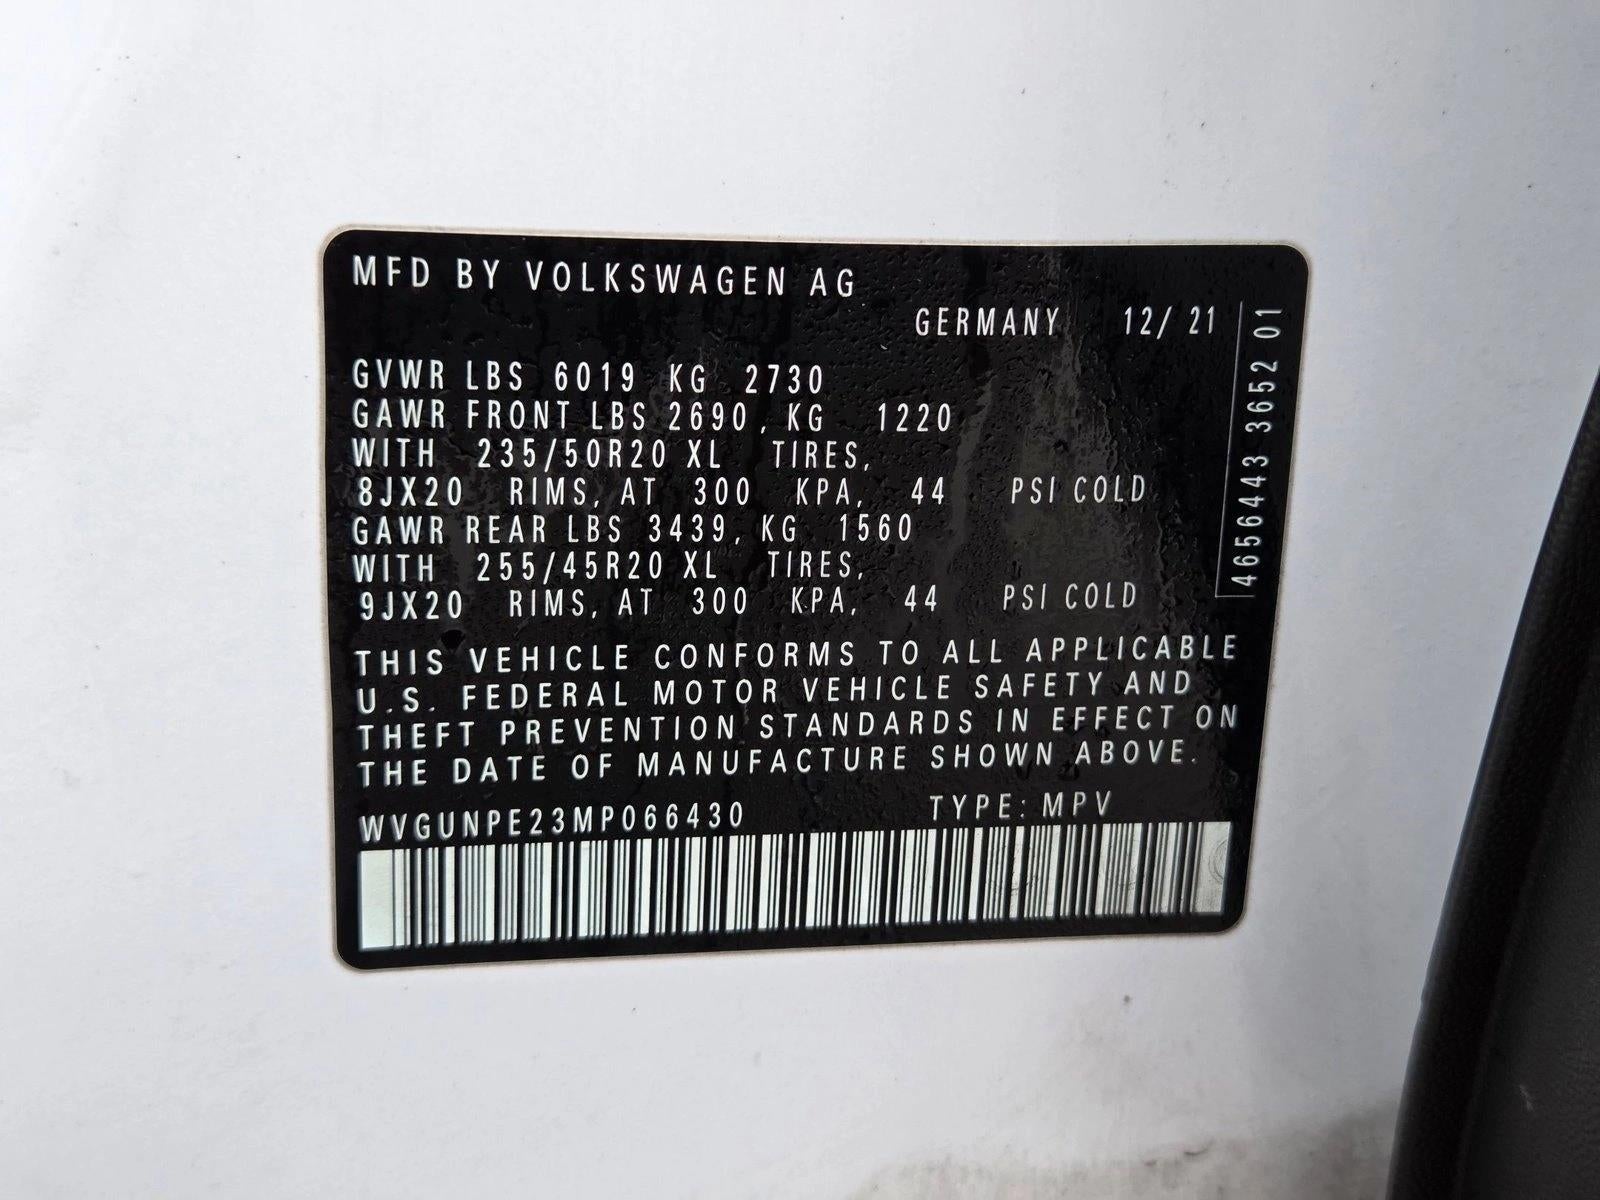 MFD BY VOLKSWAGEN AG
GERMANY 12/ 21
GVWR LBS 6019 KG 2730
GAWR FRONT LBS 2690, KG 1220
WITH 235/50R20 XL TIRES,
8JX20 RIMS, AT 300 KPA, 44 PSI COLD
GAWR REAR LBS 3439, KG 1560
WITH 255/45R20 XL TIRES,
9JX20 RIMS, AT 300 KPA, 44 PSI COLD
THIS VEHICLE CONFORMS TO ALL APPLICABLE
U.S. FEDERAL MOTOR VEHICLE SAFETY AND
THEFT PREVENTION STANDARDS IN EFFECT ON
THE DATE OF MANUFACTURE SHOWN ABOVE.
WVGUNPE23MP066430 TYPE: MPV
4656443 3652 01